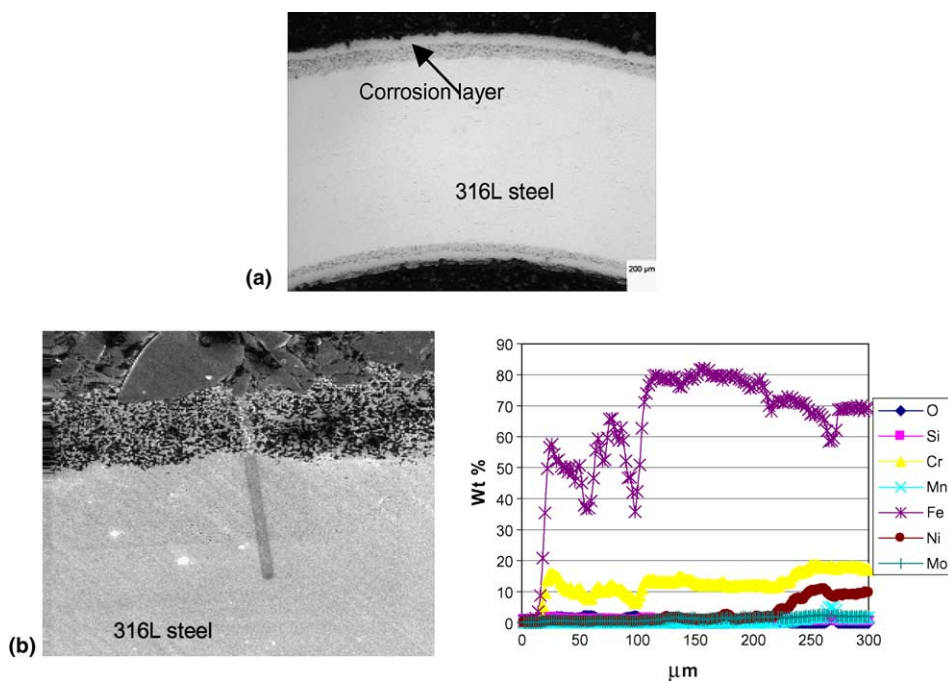 Corrosion layer
316L steel
200 µm
(a)
316L steel
(b)
90
80
70
60
50
40
30
20
10
0
Wt %
0 50 100 150 200 250 300
µm
O
Si
Cr
Mn
Fe
Ni
Mo